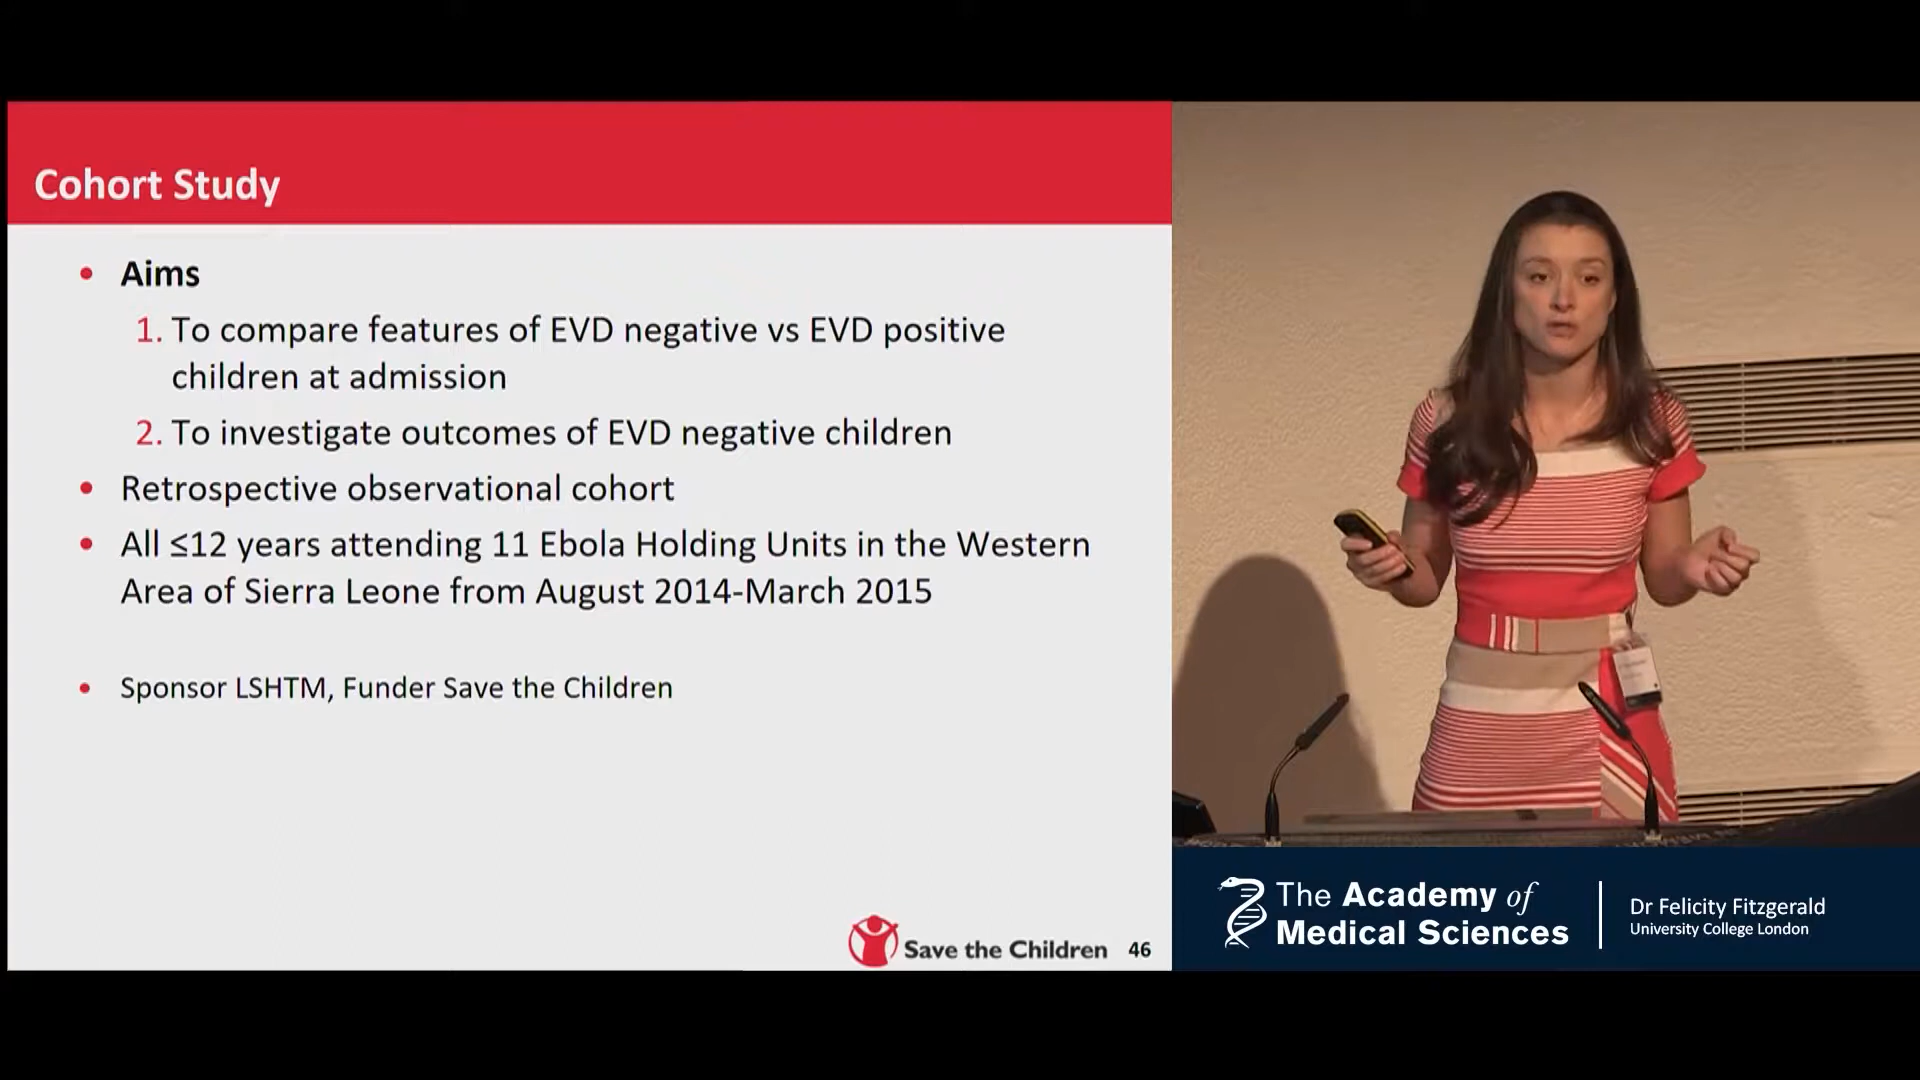 Cohort Study
• Aims
1. To compare features of EVD negative vs EVD positive
children at admission
2. To investigate outcomes of EVD negative children
• Retrospective observational cohort
• All ≤12 years attending 11 Ebola Holding Units in the Western
Area of Sierra Leone from August 2014-March 2015
• Sponsor LSHTM, Funder Save the Children
Save the Children 46
The Academy of
Medical Sciences
Dr Felicity Fitzgerald
University College London